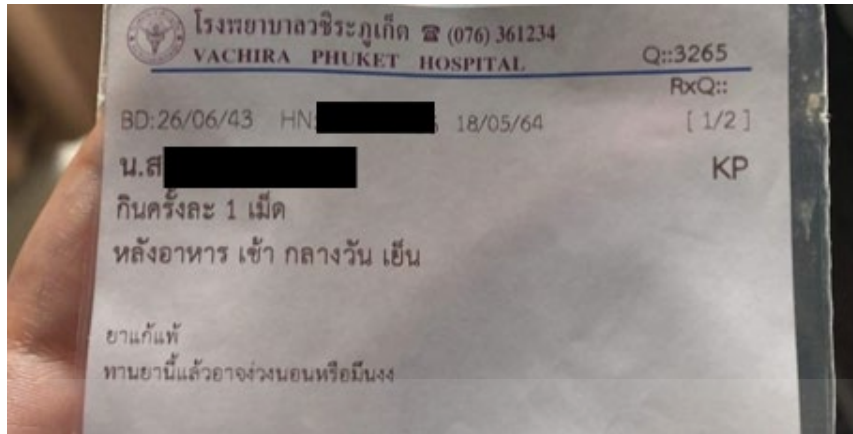 โรงพยาบาลวชิระภูเก็ต ☎ (076) 361234
VACHIRA PHUKET HOSPITAL Q::3265
RxQ::
BD:26/06/43 HN: 18/05/64 [ 1/2 ]
น.ส KP
กินครั้งละ 1 เม็ด
หลังอาหาร เช้า กลางวัน เย็น
ยาแก้แพ้
ทานยานี้แล้วอาจง่วงนอนหรือมึนงง